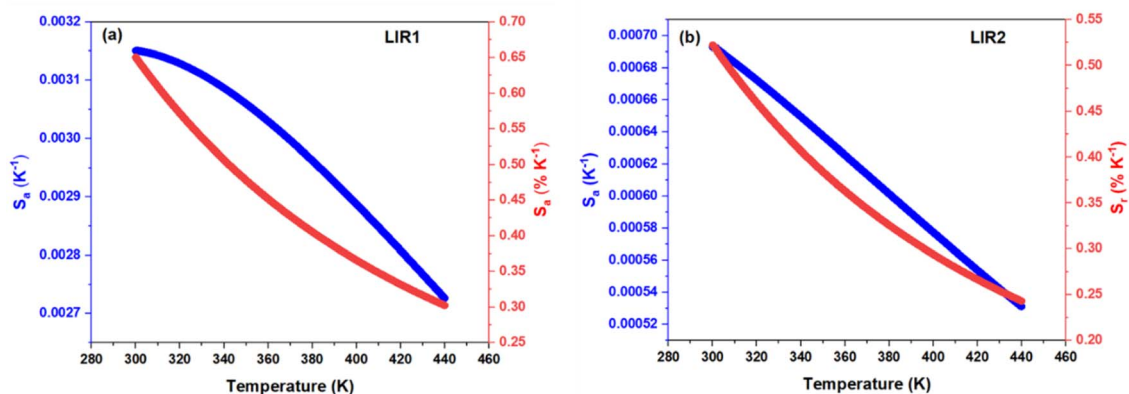 (a)
LIR1
0.0032
0.0031
0.0030
0.0029
0.0028
0.0027
Sₐ (K⁻¹)
0.70
0.65
0.60
0.55
0.50
0.45
0.40
0.35
0.30
0.25
Sₐ (% K⁻¹)
280 300 320 340 360 380 400 420 440 460
Temperature (K)
(b)
LIR2
0.00070
0.00068
0.00066
0.00064
0.00062
0.00060
0.00058
0.00056
0.00054
0.00052
Sₐ (K⁻¹)
0.55
0.50
0.45
0.40
0.35
0.30
0.25
0.20
Sᵣ (% K⁻¹)
280 300 320 340 360 380 400 420 440 460
Temperature (K)